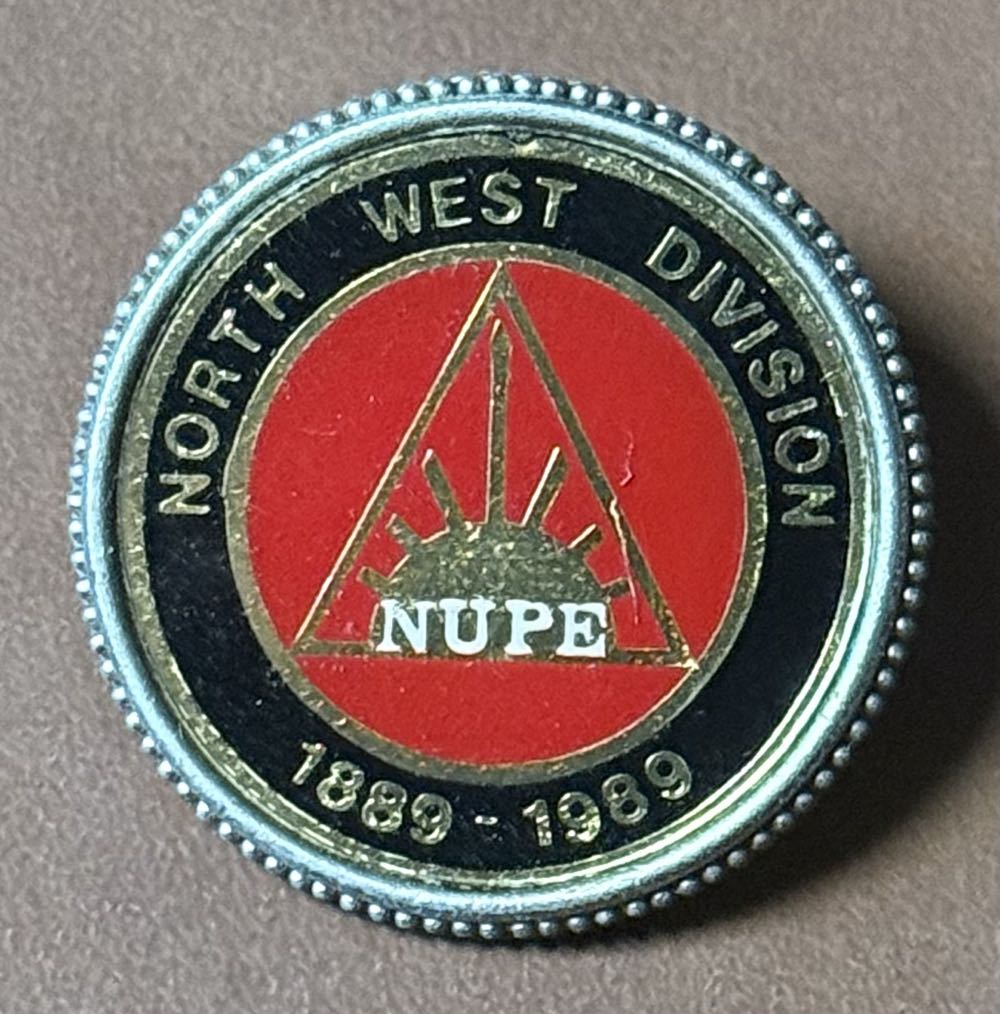 NORTH WEST DIVISION
NUPE
1889 - 1989